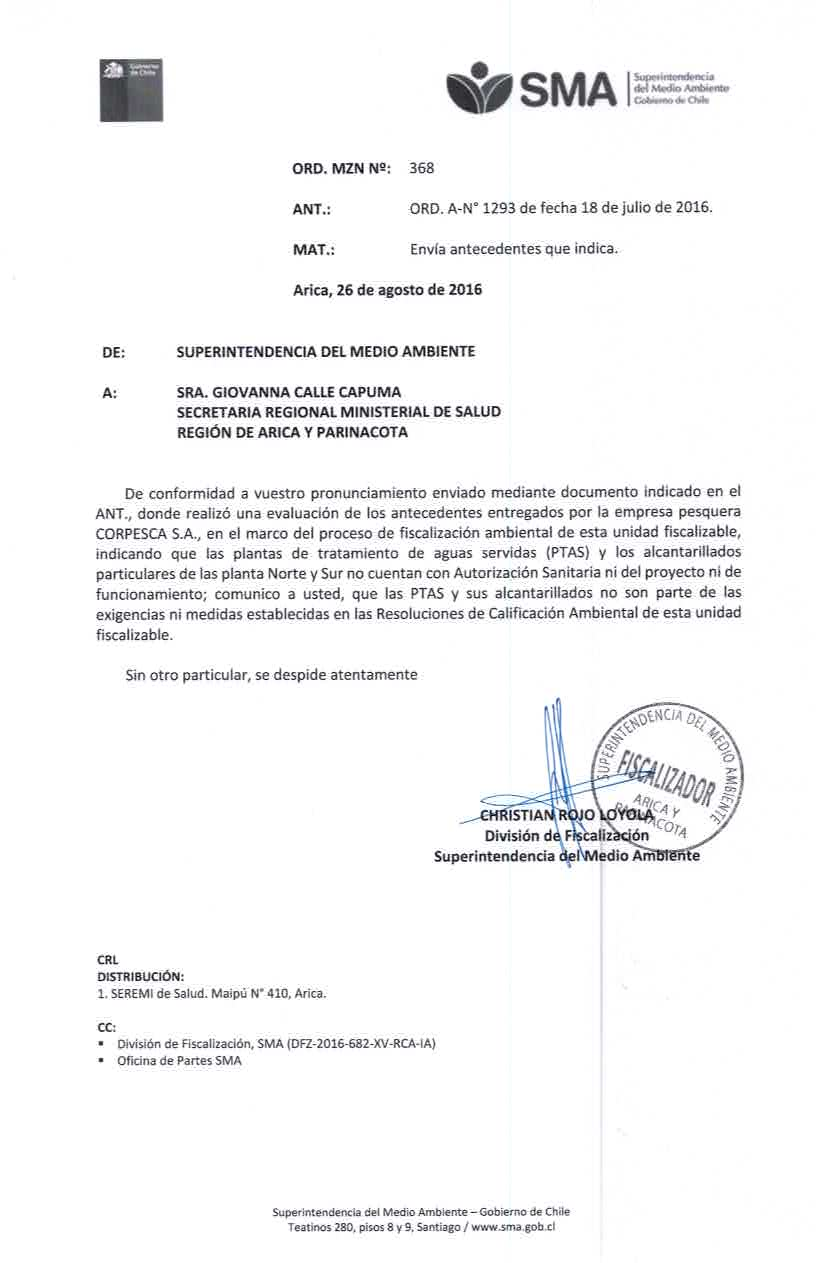 Gobierno
de Chile
SMA
Superintendencia
del Medio Ambiente
Gobierno de Chile
ORD. MZN Nº: 368
ANT.: ORD. A-N° 1293 de fecha 18 de julio de 2016.
MAT.: Envía antecedentes que indica.
Arica, 26 de agosto de 2016
DE: SUPERINTENDENCIA DEL MEDIO AMBIENTE
A: SRA. GIOVANNA CALLE CAPUMA
SECRETARIA REGIONAL MINISTERIAL DE SALUD
REGIÓN DE ARICA Y PARINACOTA
De conformidad a vuestro pronunciamiento enviado mediante documento indicado en el
ANT., donde realizó una evaluación de los antecedentes entregados por la empresa pesquera
CORPESCA S.A., en el marco del proceso de fiscalización ambiental de esta unidad fiscalizable,
indicando que las plantas de tratamiento de aguas servidas (PTAS) y los alcantarillados
particulares de las planta Norte y Sur no cuentan con Autorización Sanitaria ni del proyecto ni de
funcionamiento; comunico a usted, que las PTAS y sus alcantarillados no son parte de las
exigencias ni medidas establecidas en las Resoluciones de Calificación Ambiental de esta unidad
fiscalizable.
Sin otro particular, se despide atentamente
SUPERINTENDENCIA DEL MEDIO AMBIENTE
FISCALIZADOR
ARICA Y
PARINACOTA
CHRISTIAN ROJO LOYOLA
División de Fiscalización
Superintendencia del Medio Ambiente
CRL
DISTRIBUCIÓN:
1. SEREMI de Salud. Maipú N° 410, Arica.
CC:
▪ División de Fiscalización, SMA (DFZ-2016-682-XV-RCA-IA)
▪ Oficina de Partes SMA
Superintendencia del Medio Ambiente – Gobierno de Chile
Teatinos 280, pisos 8 y 9, Santiago / www.sma.gob.cl